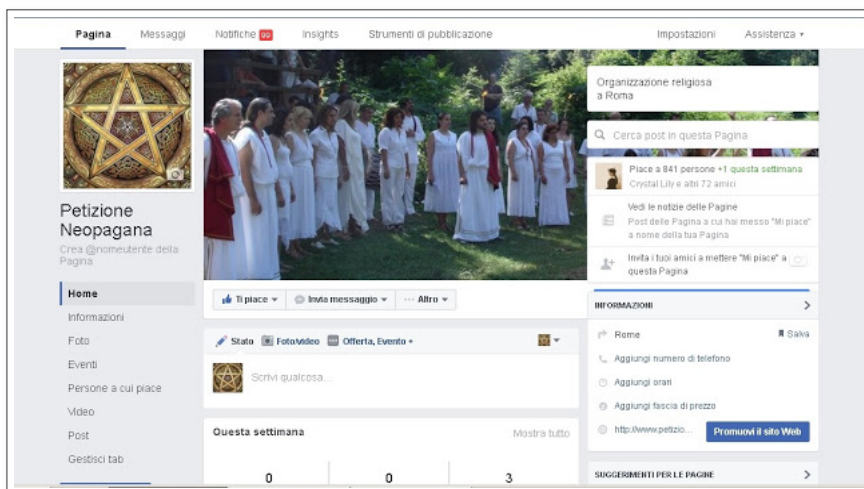 Pagina Messaggi Notifiche 99 Insights Strumenti di pubblicazione Impostazioni Assistenza
Petizione
Neopagana
Crea @nomeutente della
Pagina
Home
Informazioni
Foto
Eventi
Persone a cui piace
Video
Post
Gestisci tab
Ti piace Invia messaggio ··· Altro
Stato Foto/video Offerta, Evento +
Scrivi qualcosa...
Questa settimana Mostra tutto
0 0 3
Organizzazione religiosa
a Roma
Cerca post in questa Pagina
Piace a 841 persone +1 questa settimana
Crystal Lily e altri 72 amici
Vedi le notizie delle Pagine
Post delle Pagina a cui hai messo "Mi piace"
a nome della tua Pagina
Invita i tuoi amici a mettere "Mi piace" a
questa Pagina
INFORMAZIONI
Rome Salva
Aggiungi numero di telefono
Aggiungi orari
Aggiungi fascia di prezzo
http://www.petizio... Promuovi il sito Web
SUGGERIMENTI PER LE PAGINE